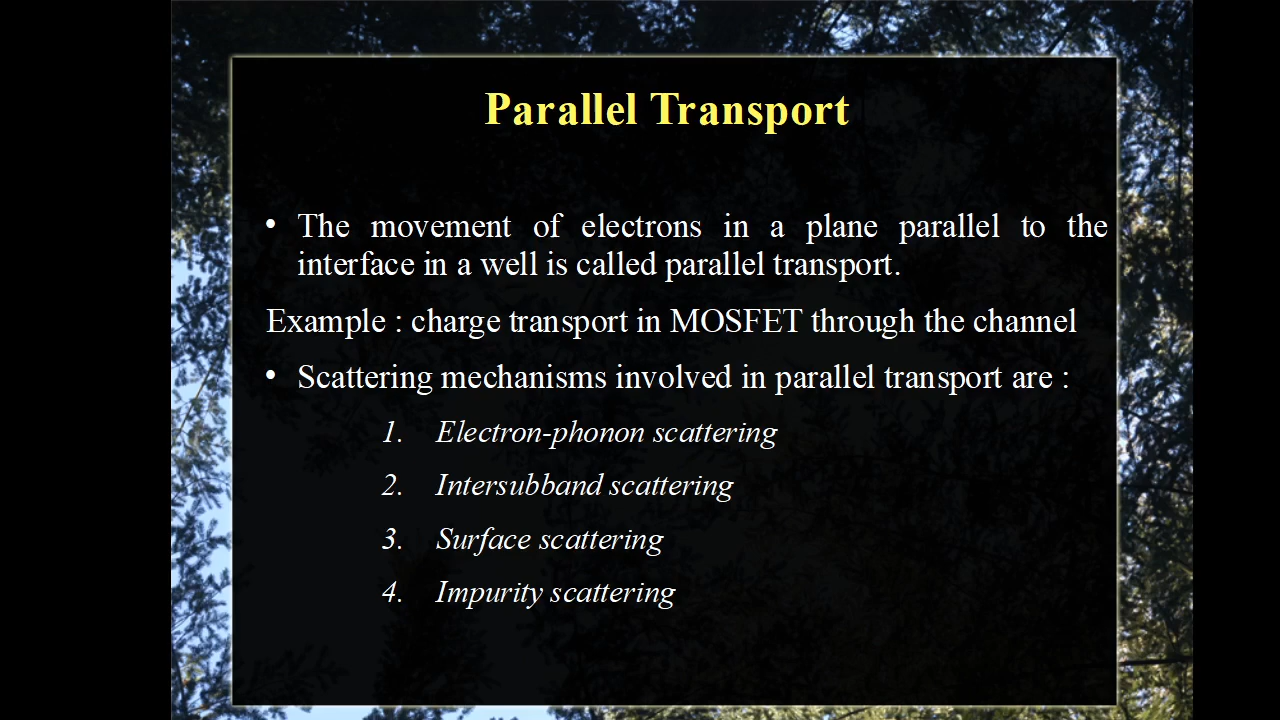 Parallel Transport
• The movement of electrons in a plane parallel to the
interface in a well is called parallel transport.
Example : charge transport in MOSFET through the channel
• Scattering mechanisms involved in parallel transport are :
1. Electron-phonon scattering
2. Intersubband scattering
3. Surface scattering
4. Impurity scattering